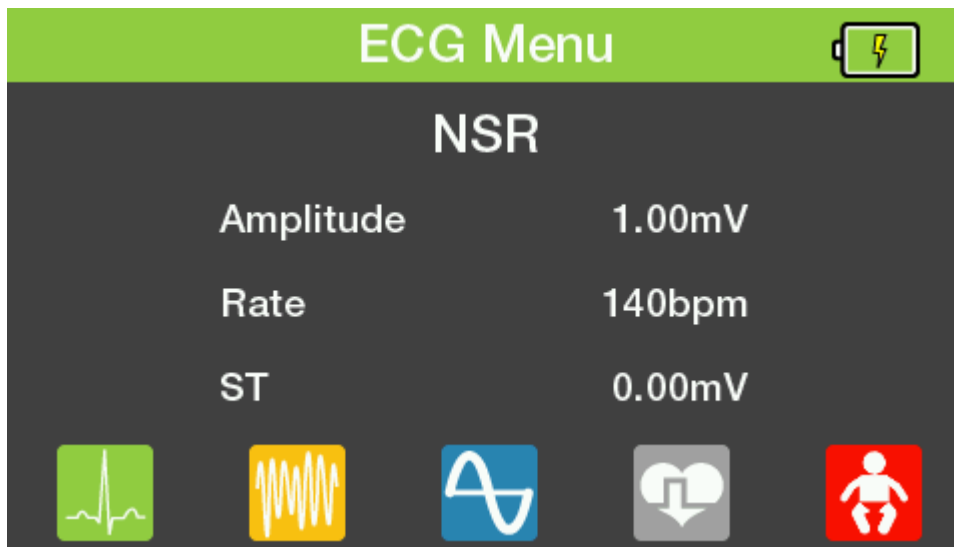 ECG Menu
NSR
Amplitude 1.00mV
Rate 140bpm
ST 0.00mV